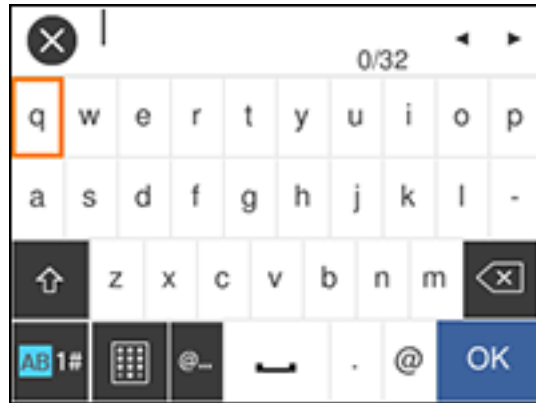 0/32
q w e r t y u i o p
a s d f g h j k l -
z x c v b n m
AB 1# @... . @ OK